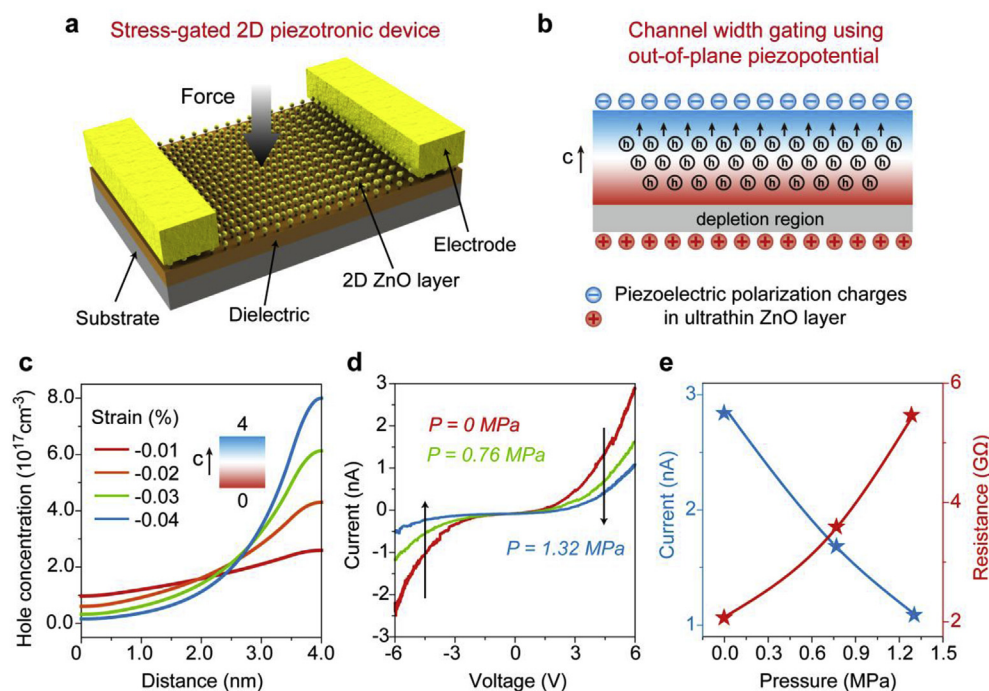 a
Stress-gated 2D piezotronic device
Force
Electrode
2D ZnO layer
Dielectric
Substrate
b
Channel width gating using
out-of-plane piezopotential
c
h h h h h h h h h h
h h h h h h h h h h h
h h h h h h h h h
depletion region
Piezoelectric polarization charges
in ultrathin ZnO layer
c
Hole concentration (10¹⁷cm⁻³)
8.0
6.0
4.0
2.0
0.0
Strain (%)
-0.01
-0.02
-0.03
-0.04
4
c
0
0.0 1.0 2.0 3.0 4.0
Distance (nm)
d
Current (nA)
3
2
1
0
-1
-2
-3
P = 0 MPa
P = 0.76 MPa
P = 1.32 MPa
-6 -3 0 3 6
Voltage (V)
e
Current (nA)
3
2
1
Resistance (GΩ)
6
4
2
0.0 0.3 0.6 0.9 1.2 1.5
Pressure (MPa)